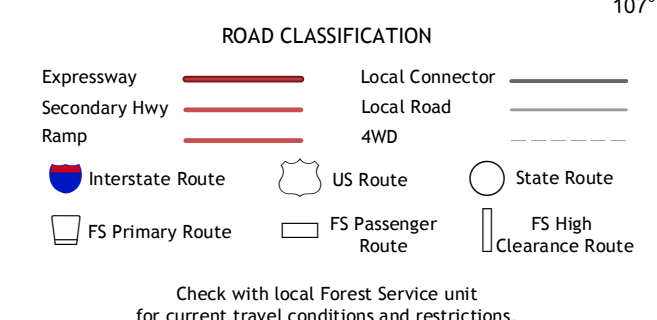 107°
ROAD CLASSIFICATION
Expressway
Local Connector
Secondary Hwy
Local Road
Ramp
4WD
Interstate Route
US Route
State Route
FS Primary Route
FS Passenger
Route
FS High
Clearance Route
Check with local Forest Service unit
for current travel conditions and restrictions.